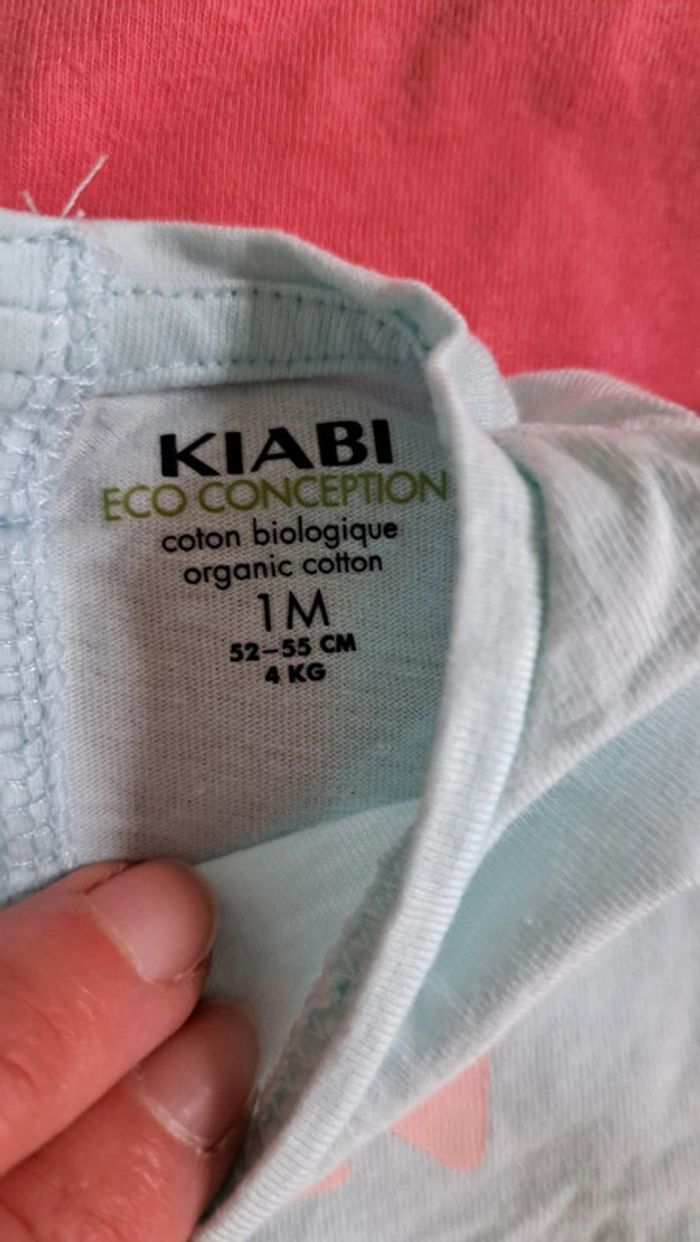 KIABI
ECO CONCEPTION
coton biologique
organic cotton
1M
52-55 CM
4 KG